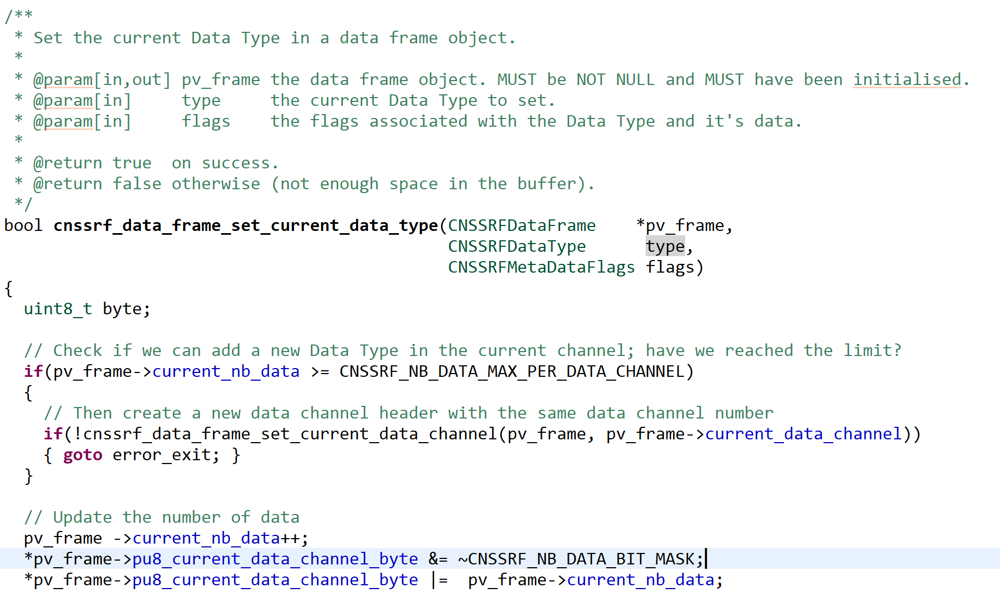 /**
 * Set the current Data Type in a data frame object.
 *
 * @param[in,out] pv_frame the data frame object. MUST be NOT NULL and MUST have been initialised.
 * @param[in]     type     the current Data Type to set.
 * @param[in]     flags    the flags associated with the Data Type and it's data.
 *
 * @return true  on success.
 * @return false otherwise (not enough space in the buffer).
 */
bool cnssrf_data_frame_set_current_data_type(CNSSRFDataFrame    *pv_frame,
                                             CNSSRFDataType      type,
                                             CNSSRFMetaDataFlags flags)
{
  uint8_t byte;

  // Check if we can add a new Data Type in the current channel; have we reached the limit?
  if(pv_frame->current_nb_data >= CNSSRF_NB_DATA_MAX_PER_DATA_CHANNEL)
  {
    // Then create a new data channel header with the same data channel number
    if(!cnssrf_data_frame_set_current_data_channel(pv_frame, pv_frame->current_data_channel))
    { goto error_exit; }
  }

  // Update the number of data
  pv_frame ->current_nb_data++;
  *pv_frame->pu8_current_data_channel_byte &= ~CNSSRF_NB_DATA_BIT_MASK;
  *pv_frame->pu8_current_data_channel_byte |=  pv_frame->current_nb_data;